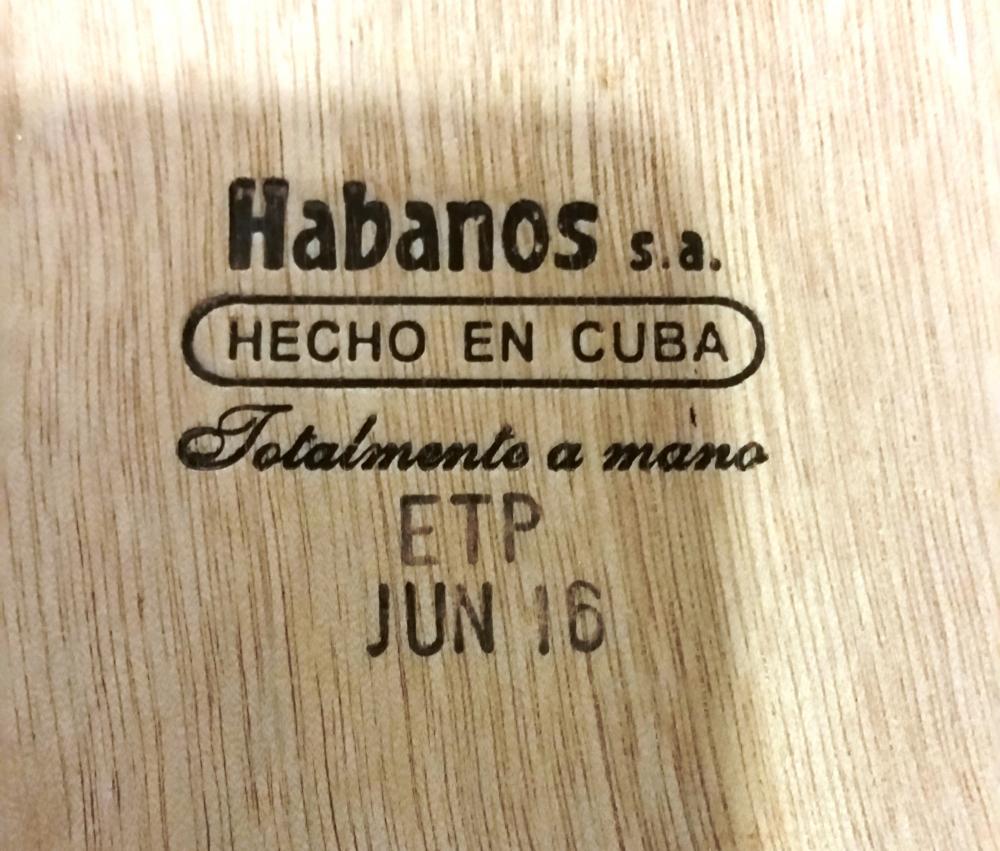 Habanos s.a.
HECHO EN CUBA
Totalmente a mano
ETP
JUN 16